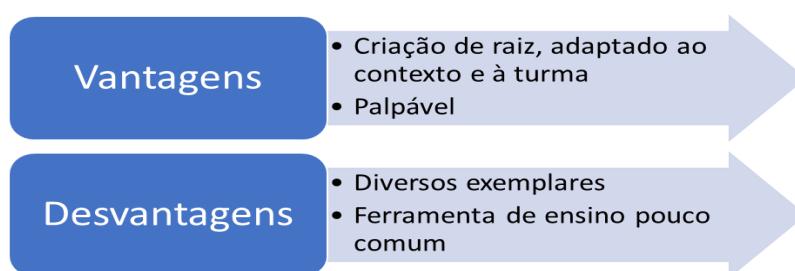 Vantagens
• Criação de raiz, adaptado ao
contexto e à turma
• Palpável
Desvantagens
• Diversos exemplares
• Ferramenta de ensino pouco
comum